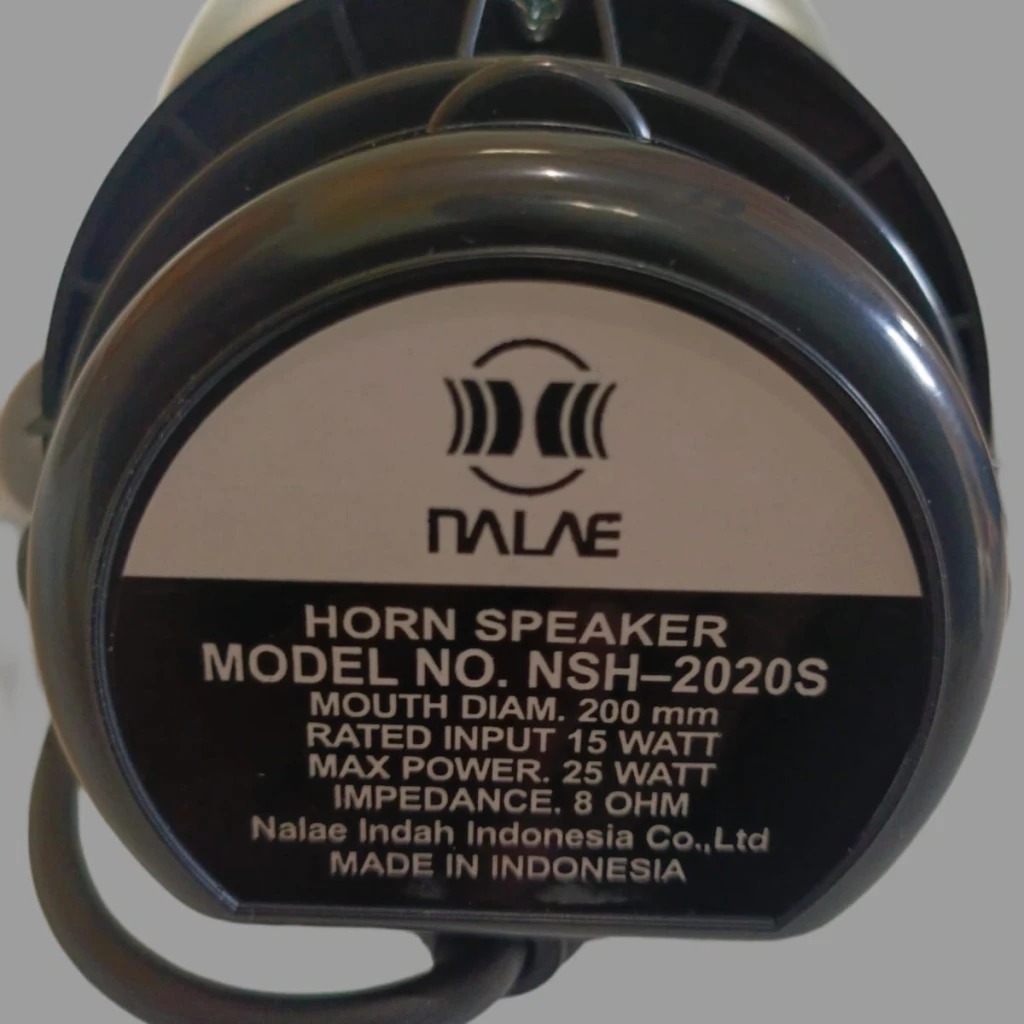 NALAE
HORN SPEAKER
MODEL NO. NSH–2020S
MOUTH DIAM. 200 mm
RATED INPUT 15 WATT
MAX POWER. 25 WATT
IMPEDANCE. 8 OHM
Nalae Indah Indonesia Co.,Ltd
MADE IN INDONESIA